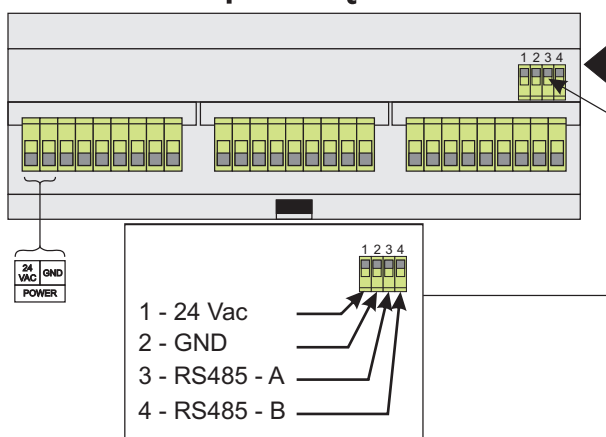 1 2 3 4
24 VAC GND
POWER
1 2 3 4
1 - 24 Vac
2 - GND
3 - RS485 - A
4 - RS485 - B